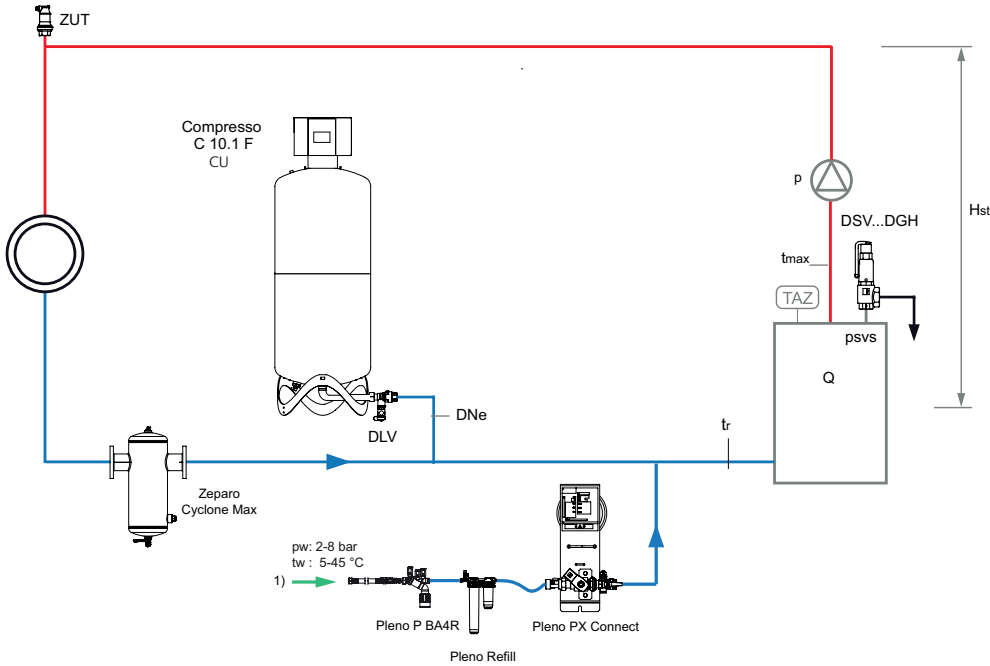 ZUT
Compresso
C 10.1 F
CU
p
Hst
DSV...DGH
tmax
TAZ
psvs
Q
DNe
DLV
tr
Zeparo
Cyclone Max
pw: 2-8 bar
tw : 5-45 °C
1)
Pleno P BA4R
Pleno PX Connect
Pleno Refill